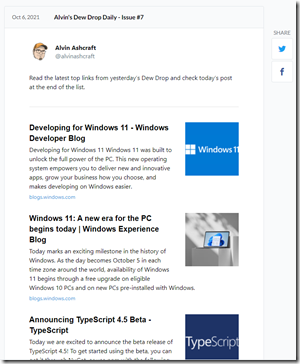 Oct 6, 2021 Alvin's Dew Drop Daily - Issue #7
SHARE
Alvin Ashcraft
@alvinashcraft
Read the latest top links from yesterday's Dew Drop and check today's post
at the end of the list.
Developing for Windows 11 - Windows
Developer Blog
Developing for Windows 11 Windows 11 was built to
unlock the full power of the PC. This new operating
system empowers you to deliver new and innovative
apps, grow your business how you choose, and
makes developing on Windows easier.
blogs.windows.com
Windows 11
Windows 11: A new era for the PC
begins today | Windows Experience
Blog
Today marks an exciting milestone in the history of
Windows. As the day becomes October 5 in each
time zone around the world, availability of Windows
11 begins through a free upgrade on eligible
Windows 10 PCs and on new PCs pre-installed with Windows.
blogs.windows.com
Announcing TypeScript 4.5 Beta -
TypeScript
Today we are excited to announce the beta release
of TypeScript 4.5! To get started using the beta, you can
TypeScript